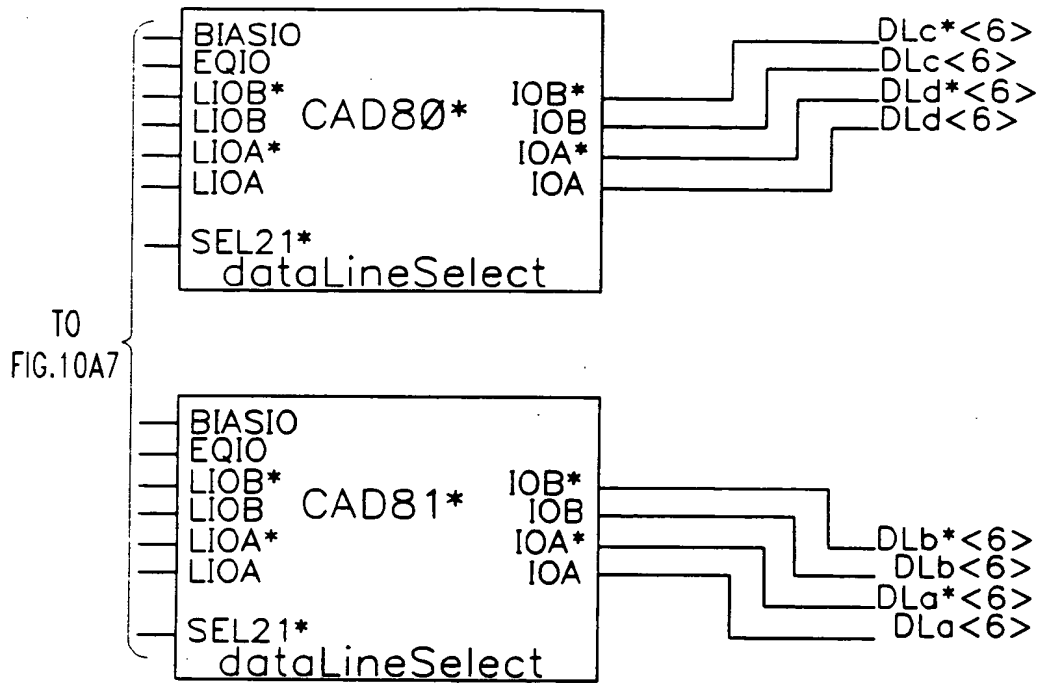 BIASIO
EQIO
LIOB*
LIOB
LIOA*
LIOA
SEL21*
CAD80*
dataLineSelect
IOB*
IOB
IOA*
IOA
DLc*<6>
DLc<6>
DLd*<6>
DLd<6>
TO
FIG.10A7
BIASIO
EQIO
LIOB*
LIOB
LIOA*
LIOA
SEL21*
CAD81*
dataLineSelect
IOB*
IOB
IOA*
IOA
DLb*<6>
DLb<6>
DLa*<6>
DLa<6>